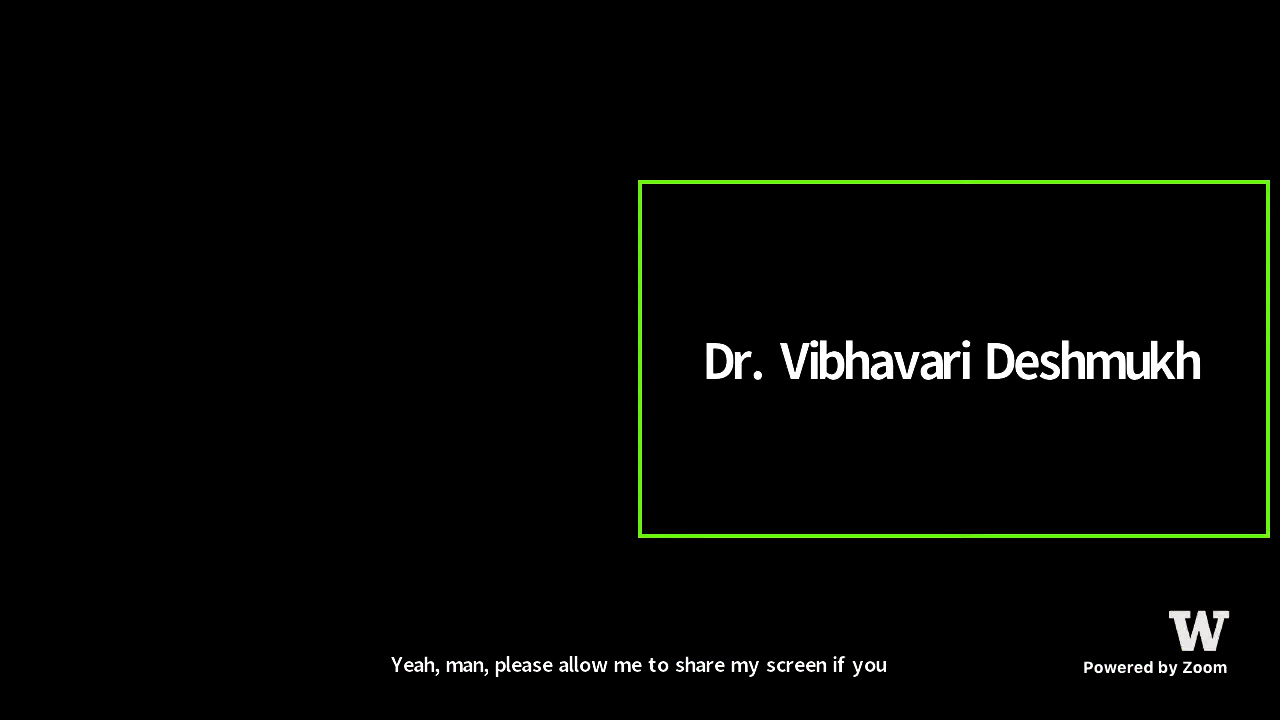 Dr. Vibhavari Deshmukh
W
Yeah, man, please allow me to share my screen if you
Powered by Zoom